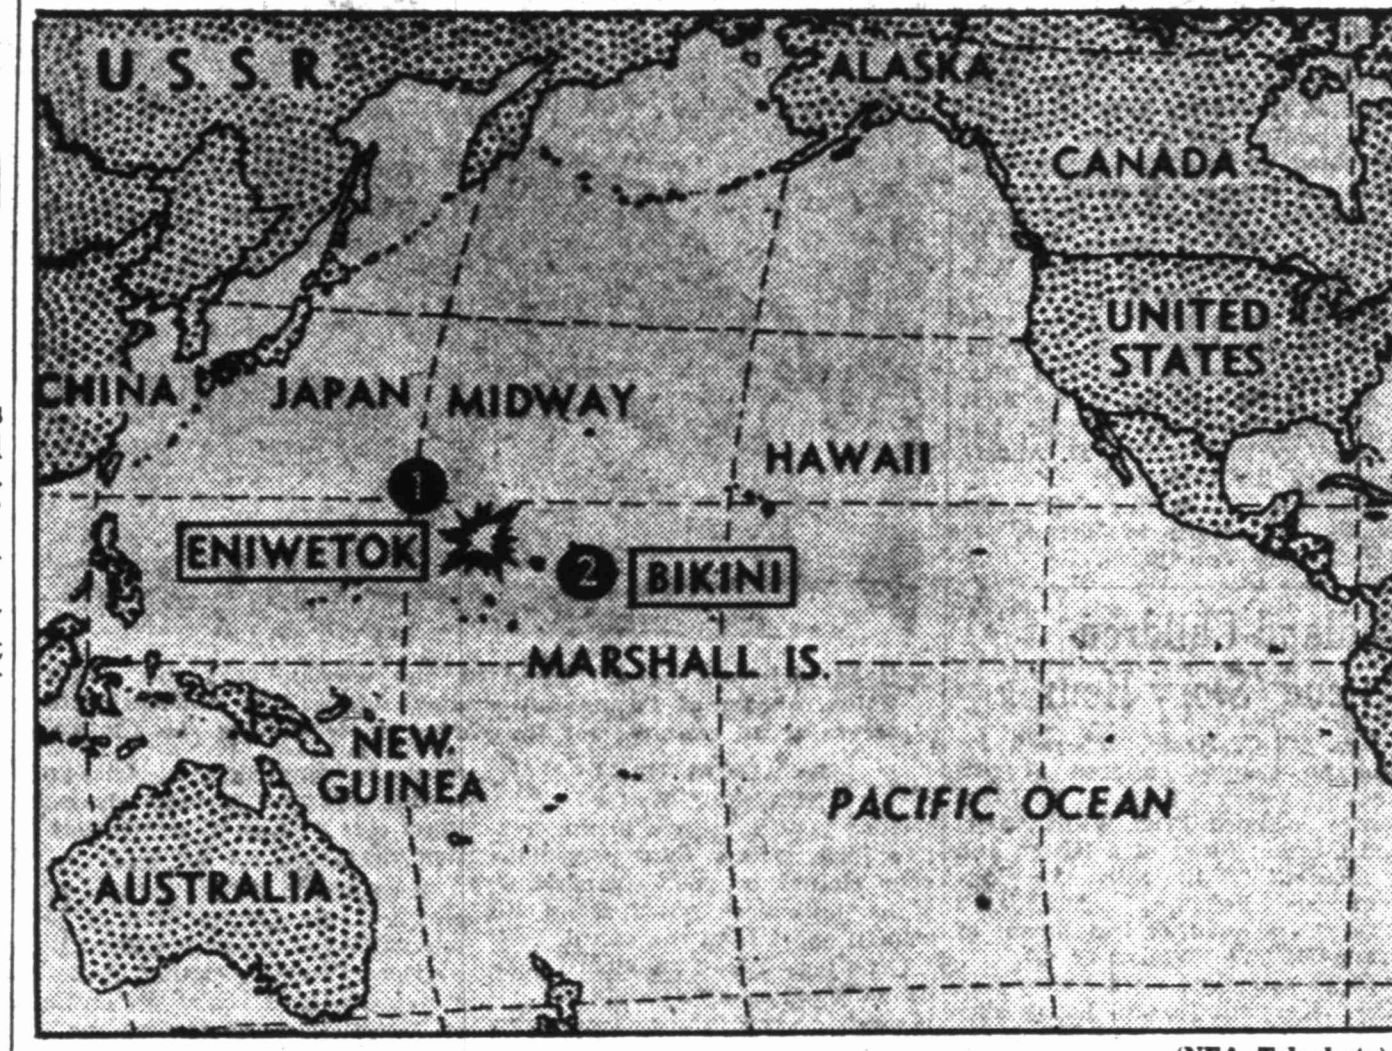 U. S. S. R.
ALASKA
CANADA
UNITED
STATES
CHINA
JAPAN
MIDWAY
HAWAII
1
ENIWETOK
2
BIKINI
MARSHALL IS.
NEW
GUINEA
PACIFIC OCEAN
AUSTRALIA